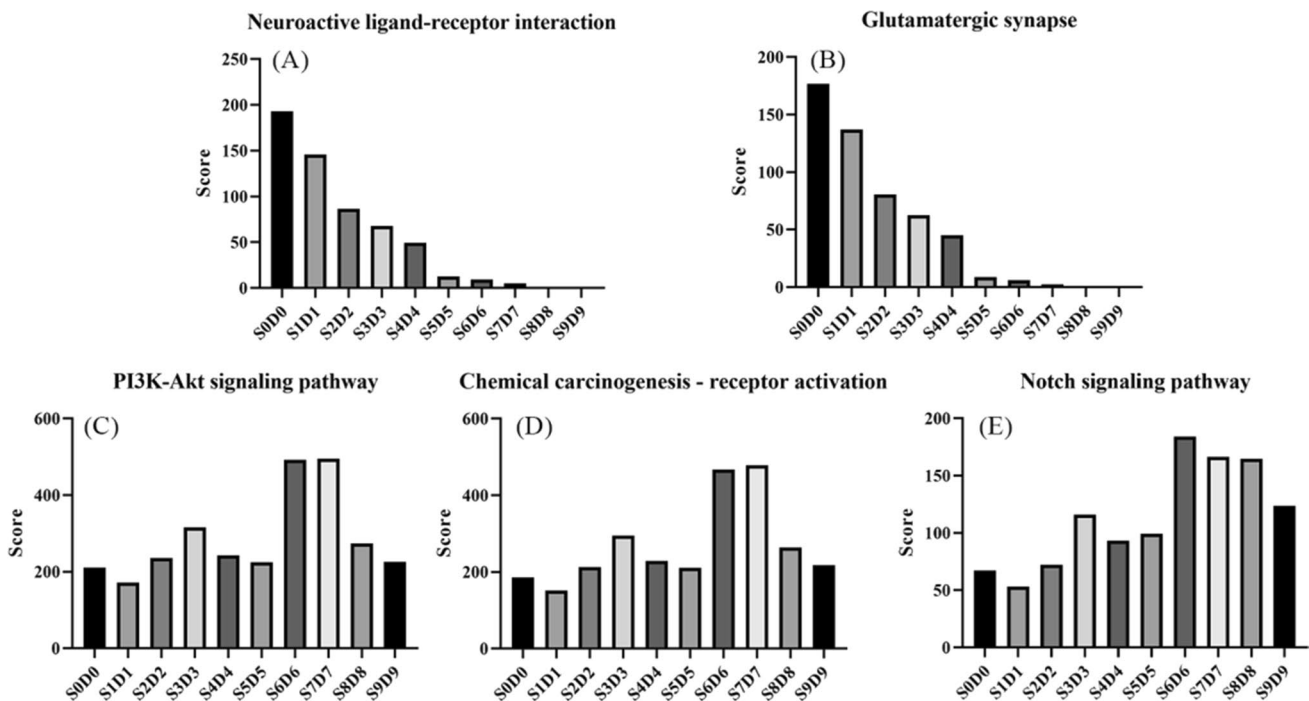 Neuroactive ligand-receptor interaction
(A)
Score
250
200
150
100
50
0
S0D0 S1D1 S2D2 S3D3 S4D4 S5D5 S6D6 S7D7 S8D8 S9D9
Glutamatergic synapse
(B)
Score
200
150
100
50
0
S0D0 S1D1 S2D2 S3D3 S4D4 S5D5 S6D6 S7D7 S8D8 S9D9
PI3K-Akt signaling pathway
(C)
Score
600
400
200
0
S0D0 S1D1 S2D2 S3D3 S4D4 S5D5 S6D6 S7D7 S8D8 S9D9
Chemical carcinogenesis - receptor activation
(D)
Score
600
400
200
0
S0D0 S1D1 S2D2 S3D3 S4D4 S5D5 S6D6 S7D7 S8D8 S9D9
Notch signaling pathway
(E)
Score
200
150
100
50
0
S0D0 S1D1 S2D2 S3D3 S4D4 S5D5 S6D6 S7D7 S8D8 S9D9